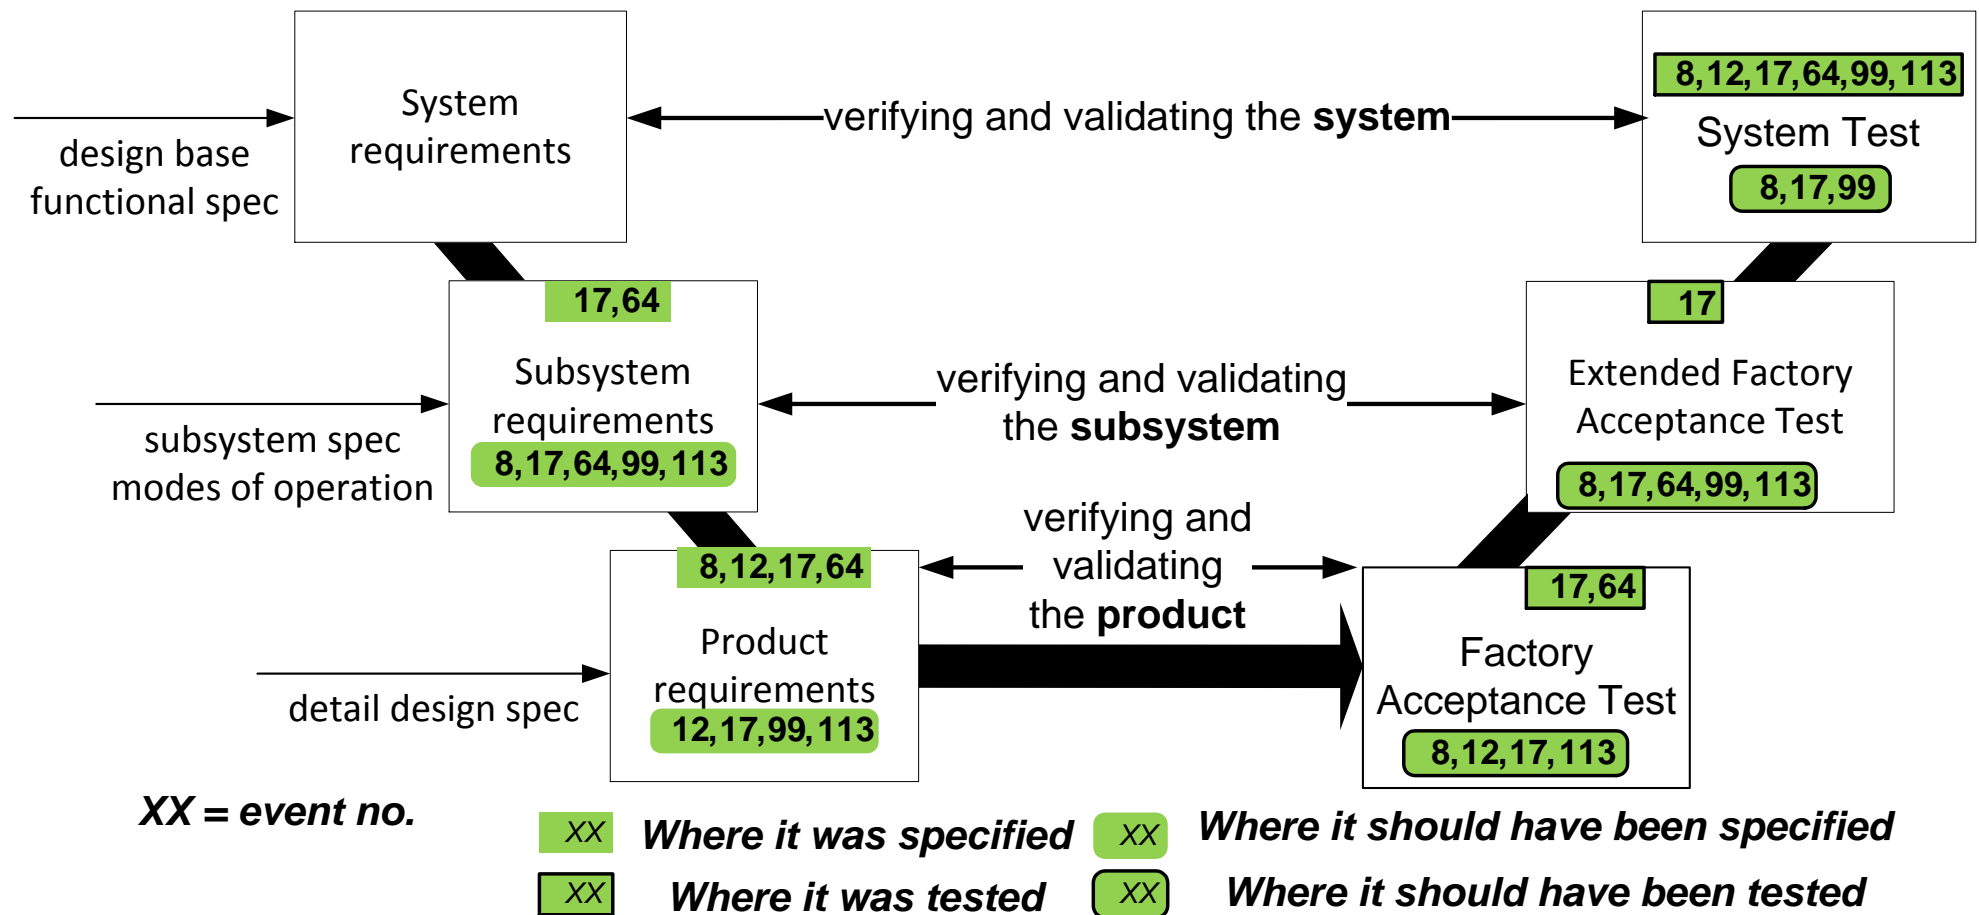 8,12,17,64,99,113
System
requirements
verifying and validating the system
System Test
8,17,99
design base
functional spec
17,64
17
Subsystem
requirements
8,17,64,99,113
verifying and validating
the subsystem
Extended Factory
Acceptance Test
8,17,64,99,113
subsystem spec
modes of operation
8,12,17,64
verifying and
validating
the product
17,64
Product
requirements
12,17,99,113
Factory
Acceptance Test
8,12,17,113
detail design spec
XX = event no.
XX Where it was specified
XX Where it should have been specified
XX Where it was tested
XX Where it should have been tested